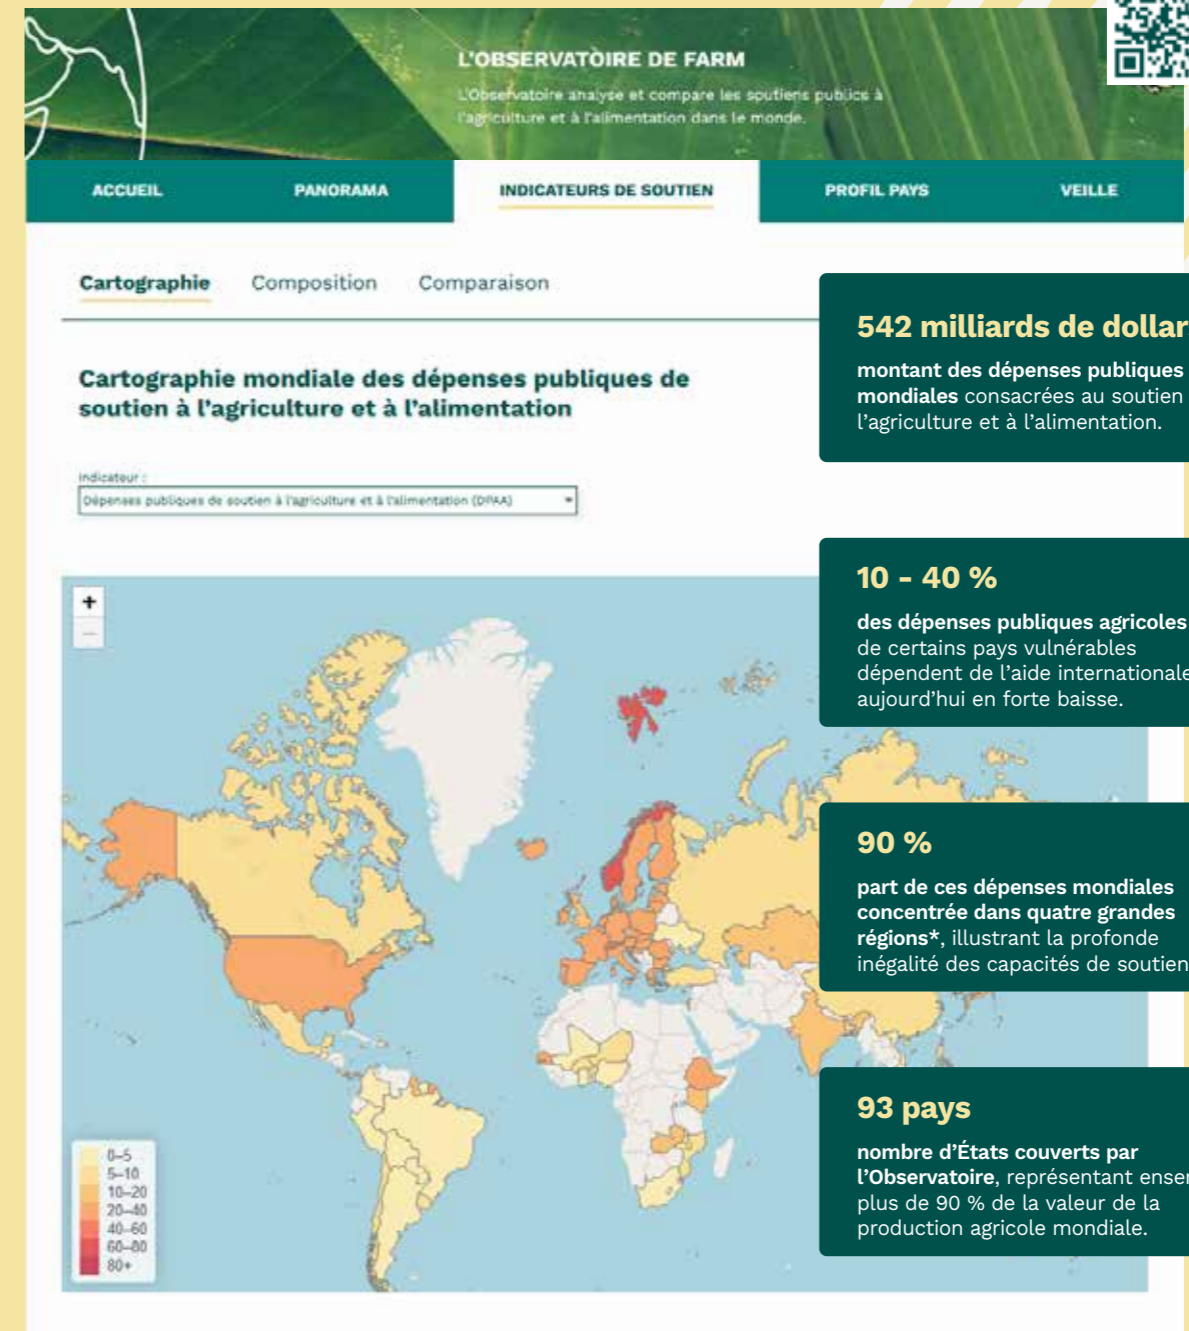 L'OBSERVATOIRE DE FARM
L'Observatoire analyse et compare les soutiens publics à
l'agriculture et à l'alimentation dans le monde.
ACCUEIL
PANORAMA
INDICATEURS DE SOUTIEN
PROFIL PAYS
VEILLE
Cartographie
Composition
Comparaison
Cartographie mondiale des dépenses publiques de
soutien à l'agriculture et à l'alimentation
Indicateur :
Dépenses publiques de soutien à l'agriculture et à l'alimentation (DPAA)
+
−
0–5
5–10
10–20
20–40
40–60
60–80
80+
542 milliards de dollar
montant des dépenses publiques
mondiales consacrées au soutien
l'agriculture et à l'alimentation.
10 - 40 %
des dépenses publiques agricoles
de certains pays vulnérables
dépendent de l'aide internationale
aujourd'hui en forte baisse.
90 %
part de ces dépenses mondiales
concentrée dans quatre grandes
régions*, illustrant la profonde
inégalité des capacités de soutien
93 pays
nombre d'États couverts par
l'Observatoire, représentant ensem
plus de 90 % de la valeur de la
production agricole mondiale.